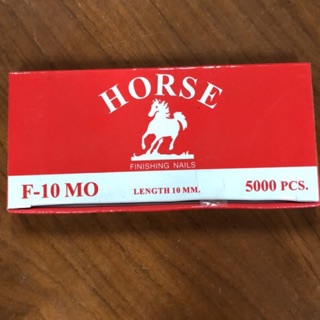 HORSE
FINISHING NAILS
F-10 MO LENGTH 10 MM. 5000 PCS.